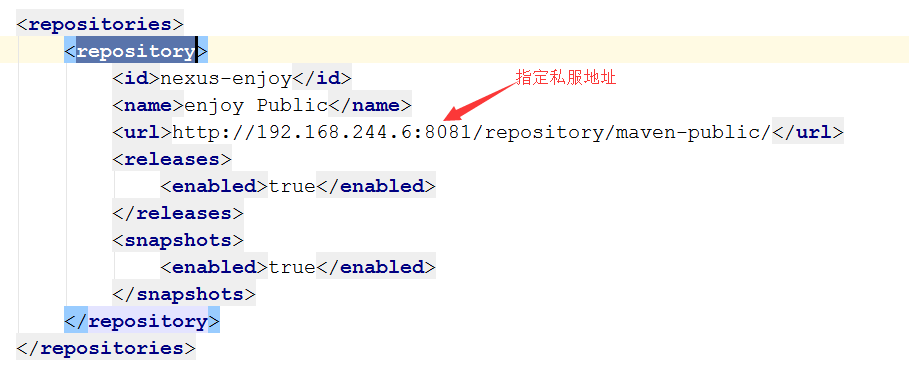 <repositories>
<repository>
<id>nexus-enjoy</id>
指定私服地址
<name>enjoy Public</name>
<url>http://192.168.244.6:8081/repository/maven-public/</url>
<releases>
<enabled>true</enabled>
</releases>
<snapshots>
<enabled>true</enabled>
</snapshots>
</repository>
</repositories>